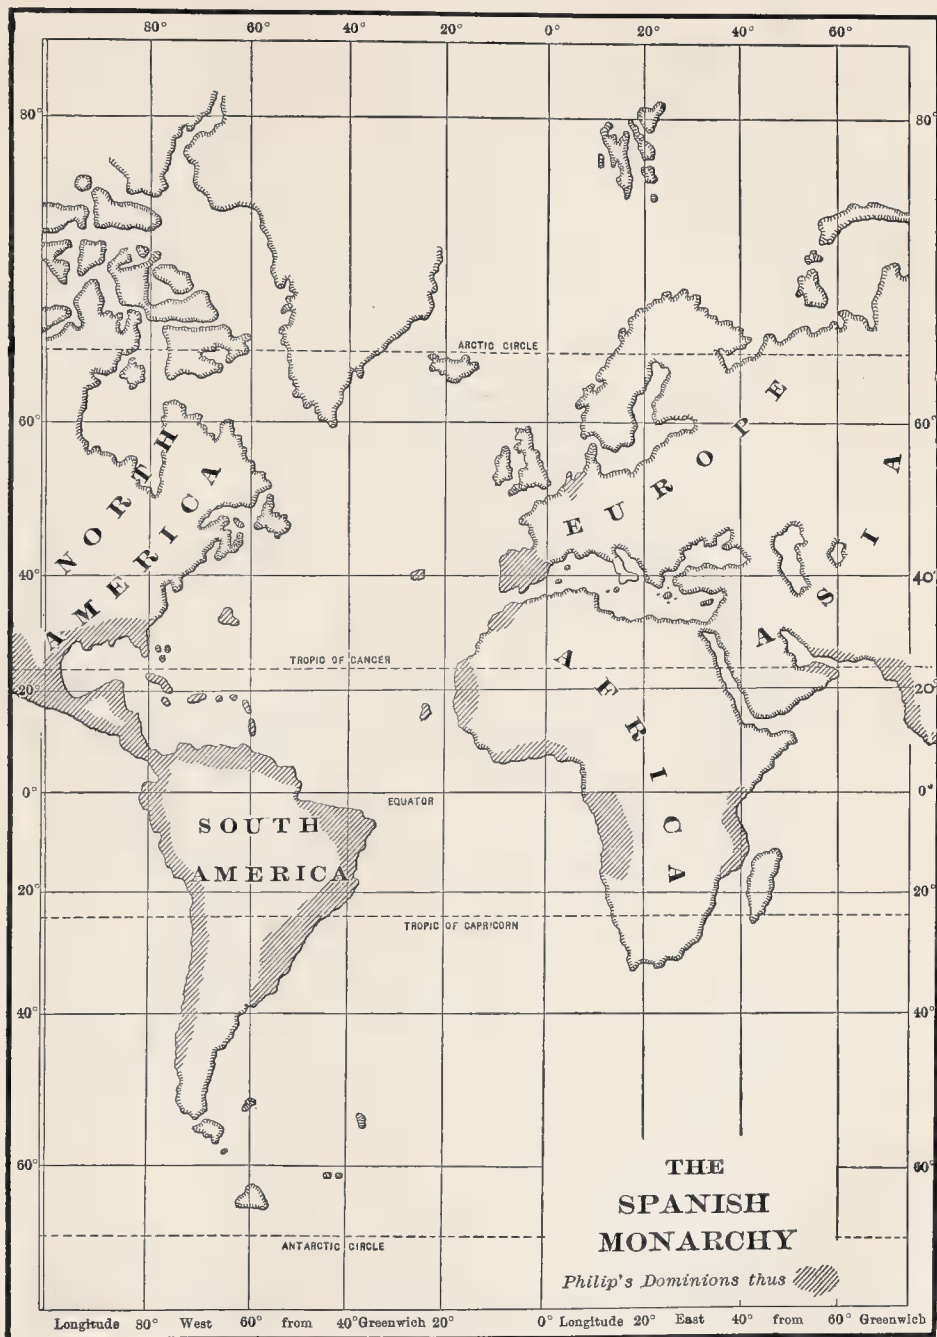 80° 60° 40° 20° 0° 20° 40° 60°
80° 80°
ARCTIC CIRCLE
60° 60°
NORTH
AMERICA
EUROPE
ASIA
40° 40°
TROPIC OF CANCER
20° 20°
AFRICA
0° 0°
EQUATOR
SOUTH
AMERICA
20° 20°
TROPIC OF CAPRICORN
40° 40°
60° 60°
ANTARCTIC CIRCLE
THE
SPANISH
MONARCHY
Philip's Dominions thus
Longitude 80° West 60° from 40° Greenwich 20° 0° Longitude 20° East 40° from 60° Greenwich